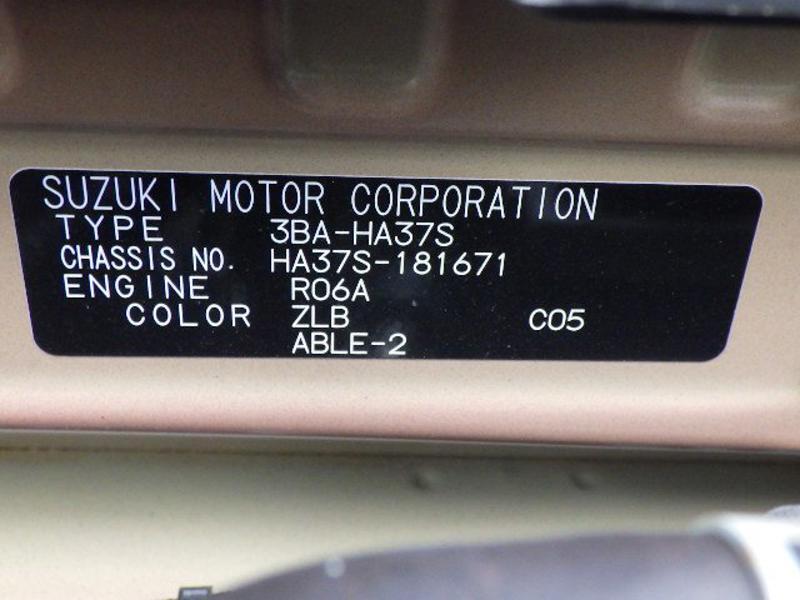 SUZUKI MOTOR CORPORATION
TYPE 3BA-HA37S
CHASSIS NO. HA37S-181671
ENGINE R06A
COLOR ZLB C05
ABLE-2